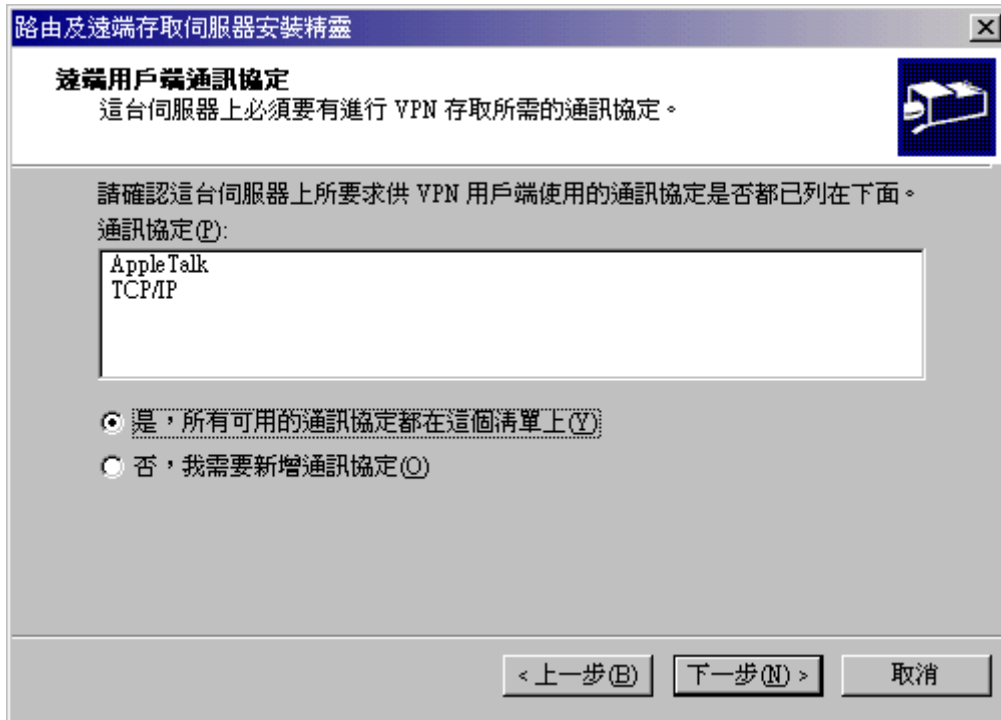 路由及遠端存取伺服器安裝精靈
遠端用戶端通訊協定
這台伺服器上必須要有進行 VPN 存取所需的通訊協定。
請確認這台伺服器上所要求供 VPN 用戶端使用的通訊協定是否都已列在下面。
通訊協定(P):
AppleTalk
TCP/IP
是，所有可用的通訊協定都在這個清單上(Y)
否，我需要新增通訊協定(O)
<上一步(B) 下一步(N)> 取消